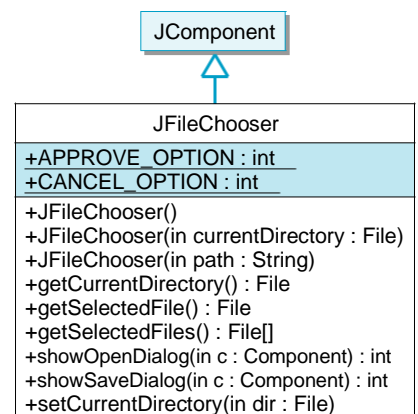 JComponent
JFileChooser
+APPROVE_OPTION : int
+CANCEL_OPTION : int
+JFileChooser()
+JFileChooser(in currentDirectory : File)
+JFileChooser(in path : String)
+getCurrentDirectory() : File
+getSelectedFile() : File
+getSelectedFiles() : File[]
+showOpenDialog(in c : Component) : int
+showSaveDialog(in c : Component) : int
+setCurrentDirectory(in dir : File)